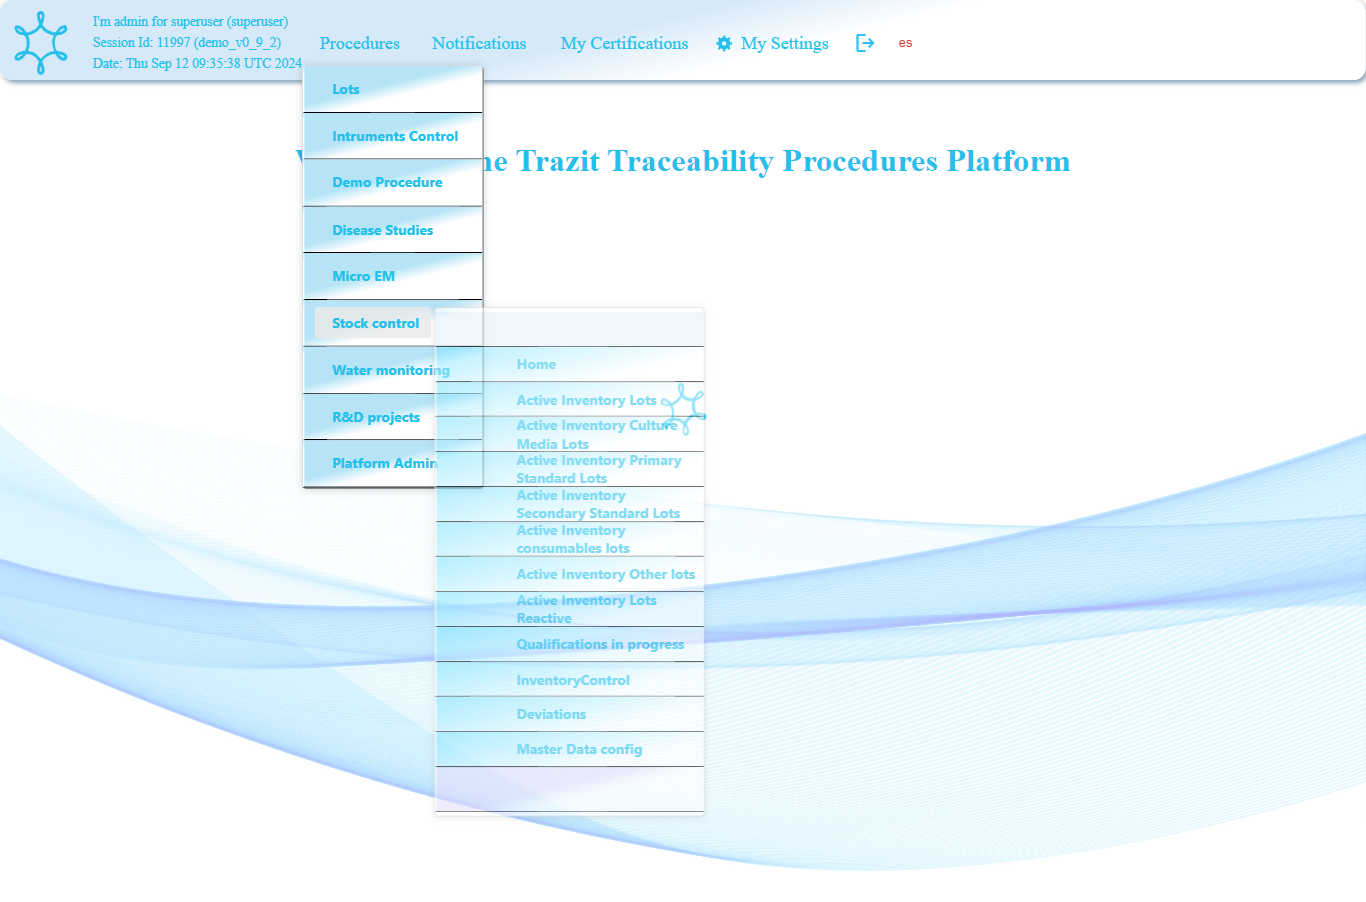 I'm admin for superuser (superuser)
Session Id: 11997 (demo_v0_9_2)
Date: Thu Sep 12 09:35:38 UTC 2024
Procedures
Notifications
My Certifications
My Settings
es
Trazit Traceability Procedures Platform
Lots
Intruments Control
Demo Procedure
Disease Studies
Micro EM
Stock control
Water monitoring
R&D projects
Platform Admin
Home
Active Inventory Lots
Active Inventory Culture
Media Lots
Active Inventory Primary
Standard Lots
Active Inventory
Secondary Standard Lots
Active Inventory
consumables lots
Active Inventory Other lots
Active Inventory Lots
Reactive
Qualifications in progress
InventoryControl
Deviations
Master Data config